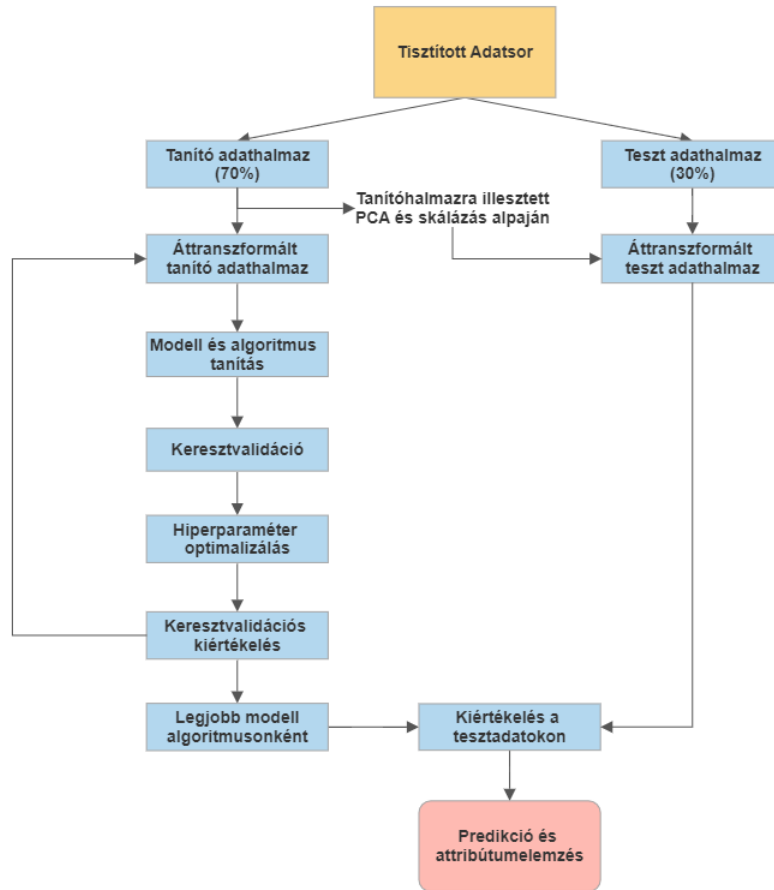 Tisztított Adatsor
Tanító adathalmaz
(70%)
Teszt adathalmaz
(30%)
Tanítóhalmazra illesztett
PCA és skálázás alpaján
Áttranszformált
tanító adathalmaz
Áttranszformált
teszt adathalmaz
Modell és algoritmus
tanítás
Keresztvalidáció
Hiperparaméter
optimalizálás
Keresztvalidációs
kiértékelés
Legjobb modell
algoritmusonként
Kiértékelés a
tesztadatokon
Predikció és
attribútumelemzés